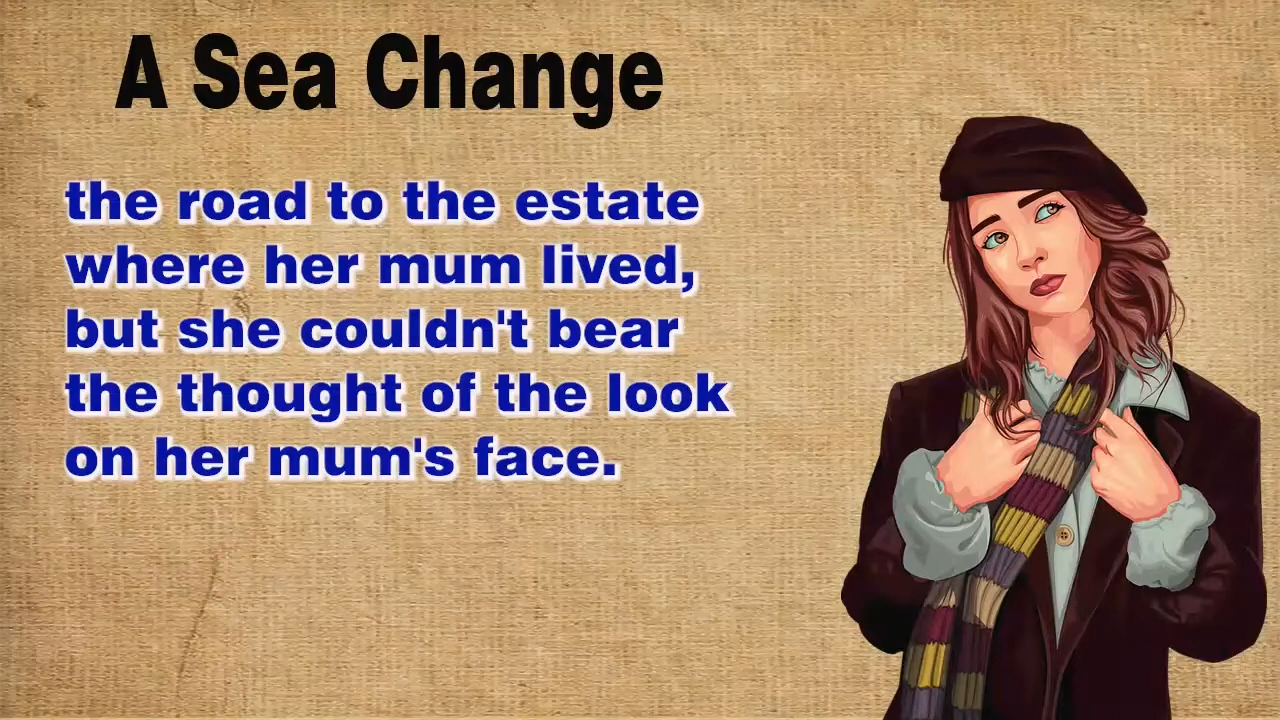 A Sea Change
the road to the estate
where her mum lived,
but she couldn't bear
the thought of the look
on her mum's face.